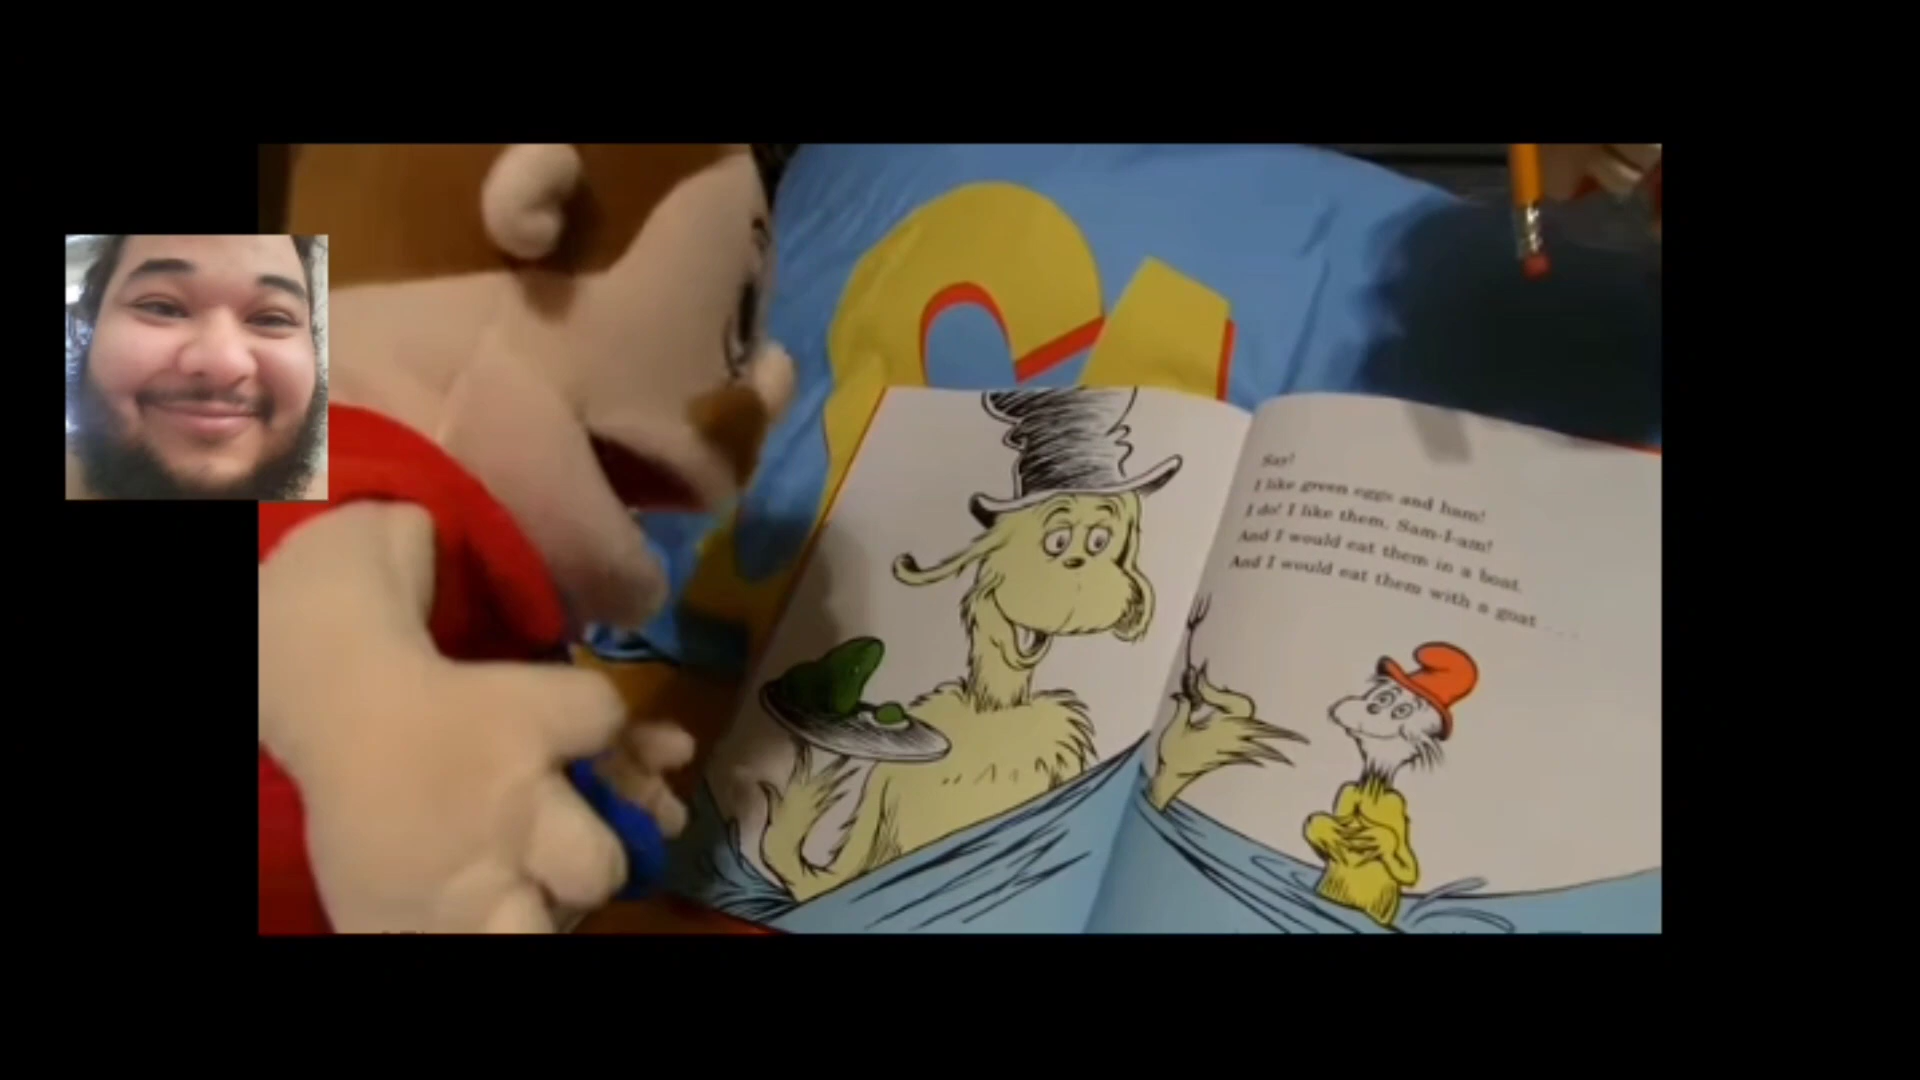 Say!
I like green eggs and ham!
I do! I like them, Sam-I-am!
And I would eat them in a boat.
And I would eat them with a goat . . .